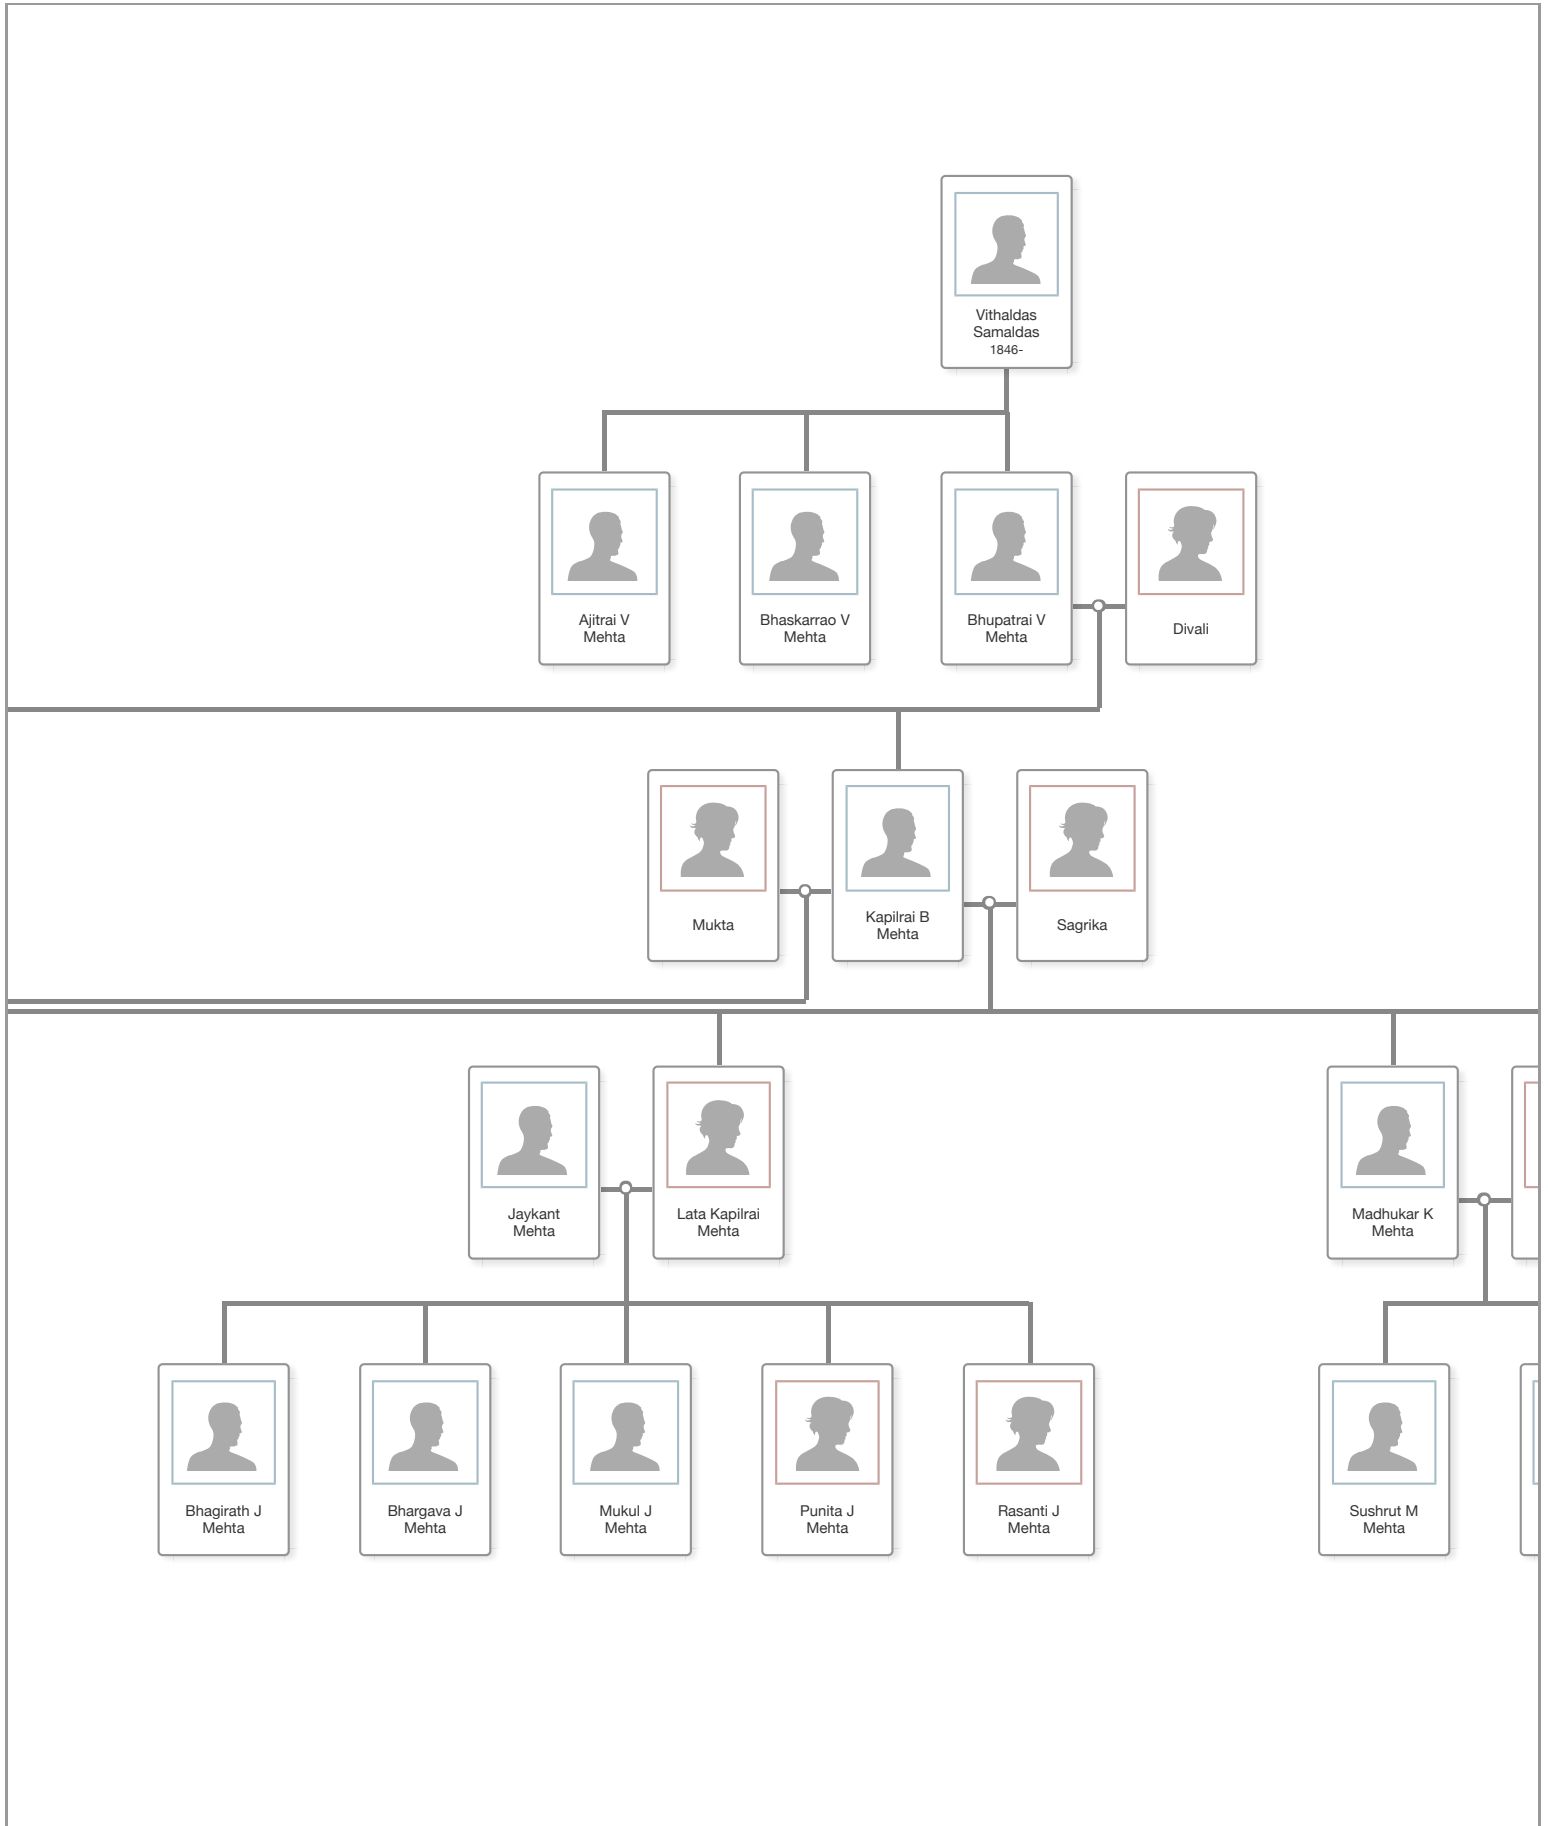 Vithaldas
Samaldas
1846-
Ajitrai V
Mehta
Bhaskarrao V
Mehta
Bhupatrai V
Mehta
Divali
Mukta
Kapilrai B
Mehta
Sagrika
Jaykant
Mehta
Lata Kapilrai
Mehta
Madhukar K
Mehta
Bhagirath J
Mehta
Bhargava J
Mehta
Mukul J
Mehta
Punita J
Mehta
Rasanti J
Mehta
Sushrut M
Mehta